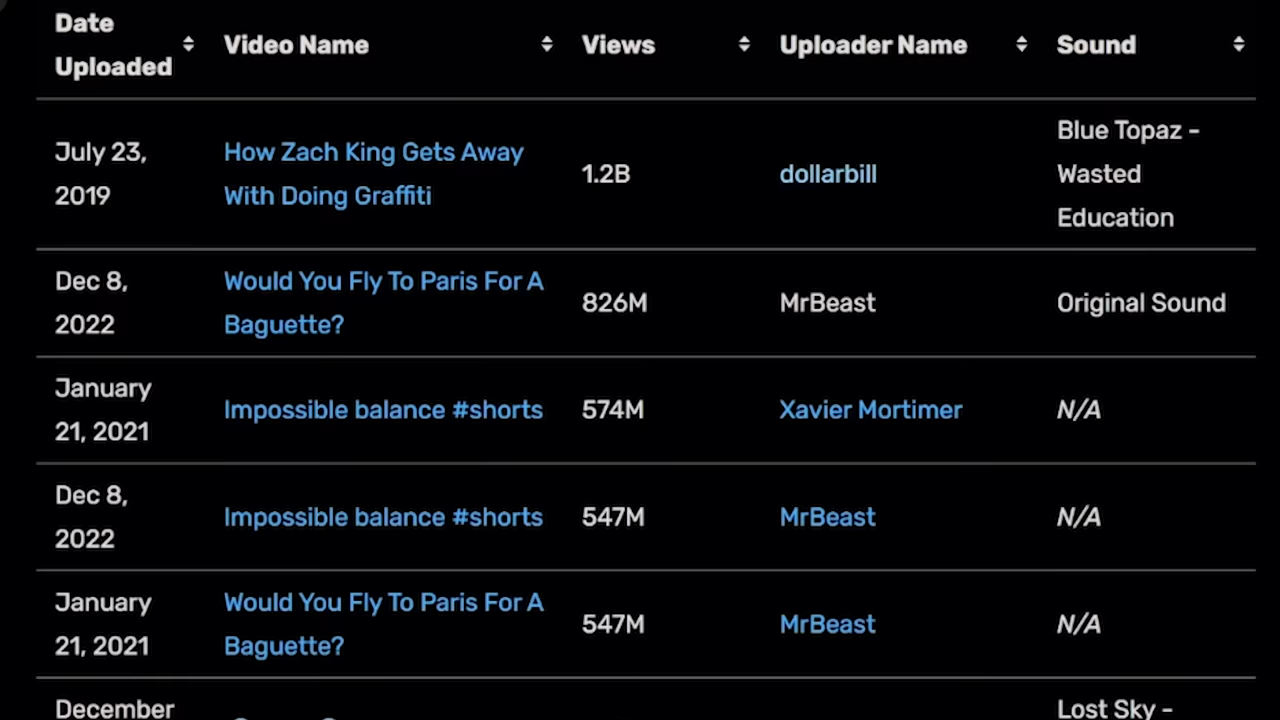 Date
Uploaded
Video Name
Views
Uploader Name
Sound
July 23,
2019
How Zach King Gets Away
With Doing Graffiti
1.2B
dollarbill
Blue Topaz -
Wasted
Education
Dec 8,
2022
Would You Fly To Paris For A
Baguette?
826M
MrBeast
Original Sound
January
21, 2021
Impossible balance #shorts
574M
Xavier Mortimer
N/A
Dec 8,
2022
Impossible balance #shorts
547M
MrBeast
N/A
January
21, 2021
Would You Fly To Paris For A
Baguette?
547M
MrBeast
N/A
December
Lost Sky -